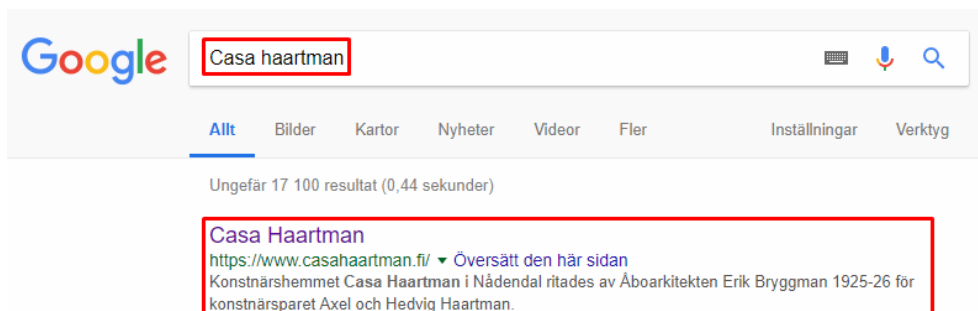 Google Casa haartman
Allt Bilder Kartor Nyheter Videor Fler Inställningar Verktyg
Ungefär 17 100 resultat (0,44 sekunder)
Casa Haartman
https://www.casahaartman.fi/ ▾ Översätt den här sidan
Konstnärshemmet Casa Haartman i Nådendal ritades av Åboarkitekten Erik Bryggman 1925-26 för
konstnärsparet Axel och Hedvig Haartman.